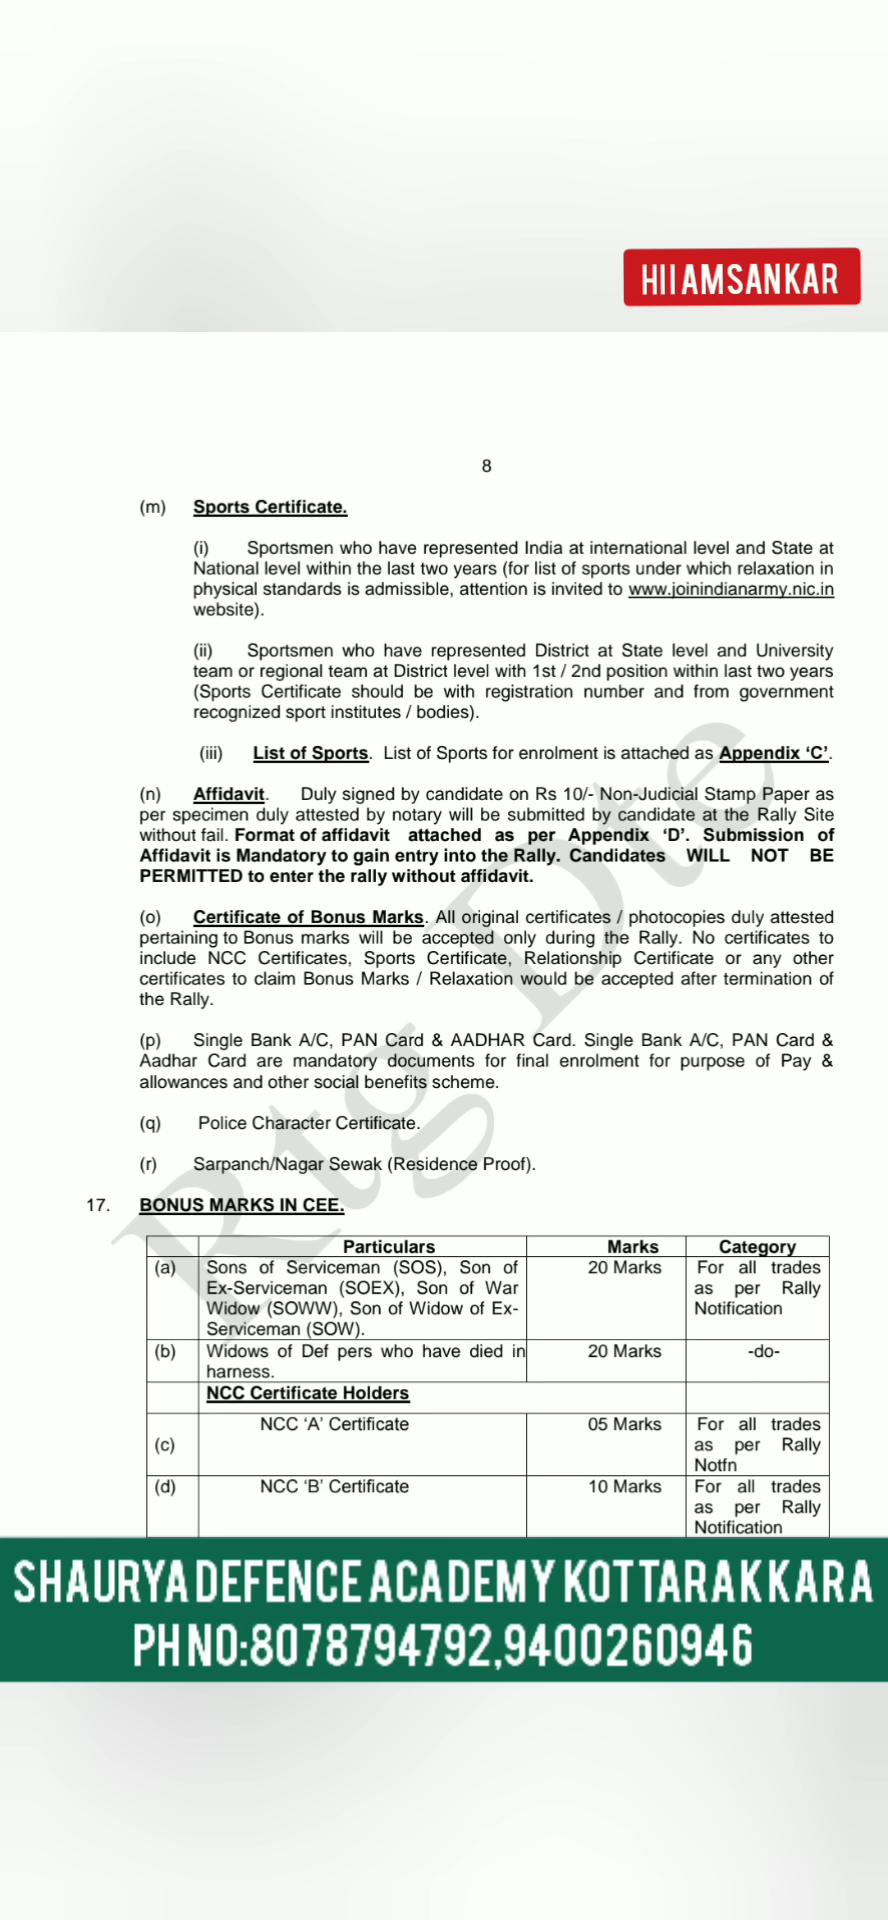 HIIAMSANKAR
8
(m) Sports Certificate.
(i) Sportsmen who have represented India at international level and State at
National level within the last two years (for list of sports under which relaxation in
physical standards is admissible, attention is invited to www.joinindianarmy.nic.in
website).
(ii) Sportsmen who have represented District at State level and University
team or regional team at District level with 1st / 2nd position within last two years
(Sports Certificate should be with registration number and from government
recognized sport institutes / bodies).
(iii) List of Sports. List of Sports for enrolment is attached as Appendix ‘C’.
(n) Affidavit. Duly signed by candidate on Rs 10/- Non-Judicial Stamp Paper as
per specimen duly attested by notary will be submitted by candidate at the Rally Site
without fail. Format of affidavit attached as per Appendix ‘D’. Submission of
Affidavit is Mandatory to gain entry into the Rally. Candidates WILL NOT BE
PERMITTED to enter the rally without affidavit.
(o) Certificate of Bonus Marks. All original certificates / photocopies duly attested
pertaining to Bonus marks will be accepted only during the Rally. No certificates to
include NCC Certificates, Sports Certificate, Relationship Certificate or any other
certificates to claim Bonus Marks / Relaxation would be accepted after termination of
the Rally.
(p) Single Bank A/C, PAN Card & AADHAR Card. Single Bank A/C, PAN Card &
Aadhar Card are mandatory documents for final enrolment for purpose of Pay &
allowances and other social benefits scheme.
(q) Police Character Certificate.
(r) Sarpanch/Nagar Sewak (Residence Proof).
17. BONUS MARKS IN CEE.
Particulars Marks Category
(a) Sons of Serviceman (SOS), Son of 20 Marks For all trades
Ex-Serviceman (SOEX), Son of War as per Rally
Widow (SOWW), Son of Widow of Ex- Notification
Serviceman (SOW).
(b) Widows of Def pers who have died in 20 Marks -do-
harness.
NCC Certificate Holders
NCC ‘A’ Certificate 05 Marks For all trades
(c) as per Rally
Notfn
(d) NCC ‘B’ Certificate 10 Marks For all trades
as per Rally
Notification
Rtg Dte
SHAURYA DEFENCE ACADEMY KOTTARAKKARA
PH NO:8078794792,9400260946